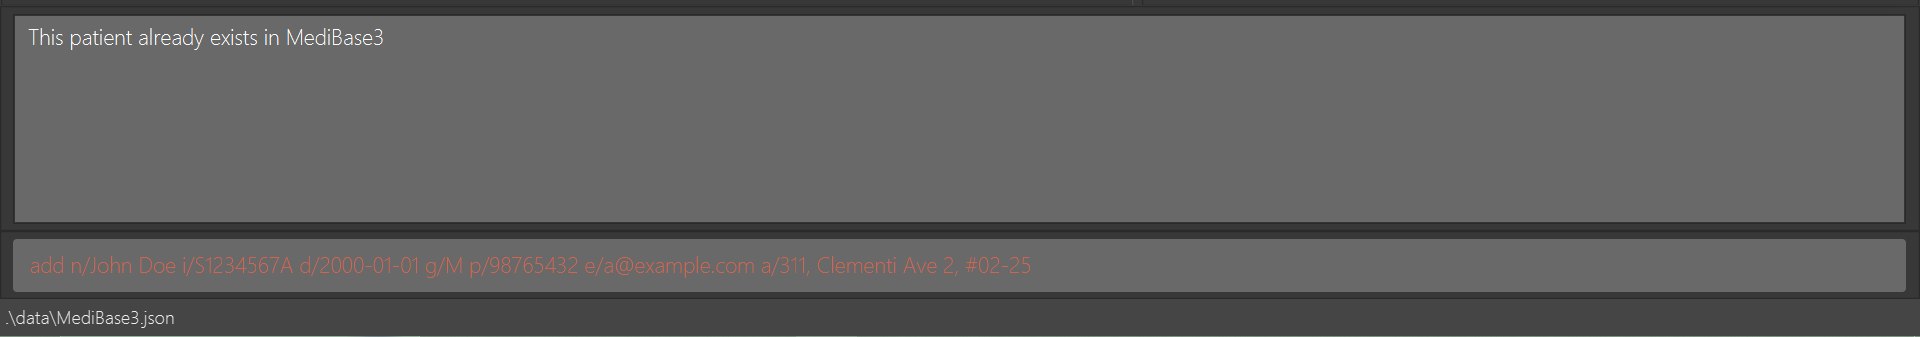 This patient already exists in MediBase3
add n/John Doe i/S1234567A d/2000-01-01 g/M p/98765432 e/a@example.com a/311, Clementi Ave 2, #02-25
.\data\MediBase3.json